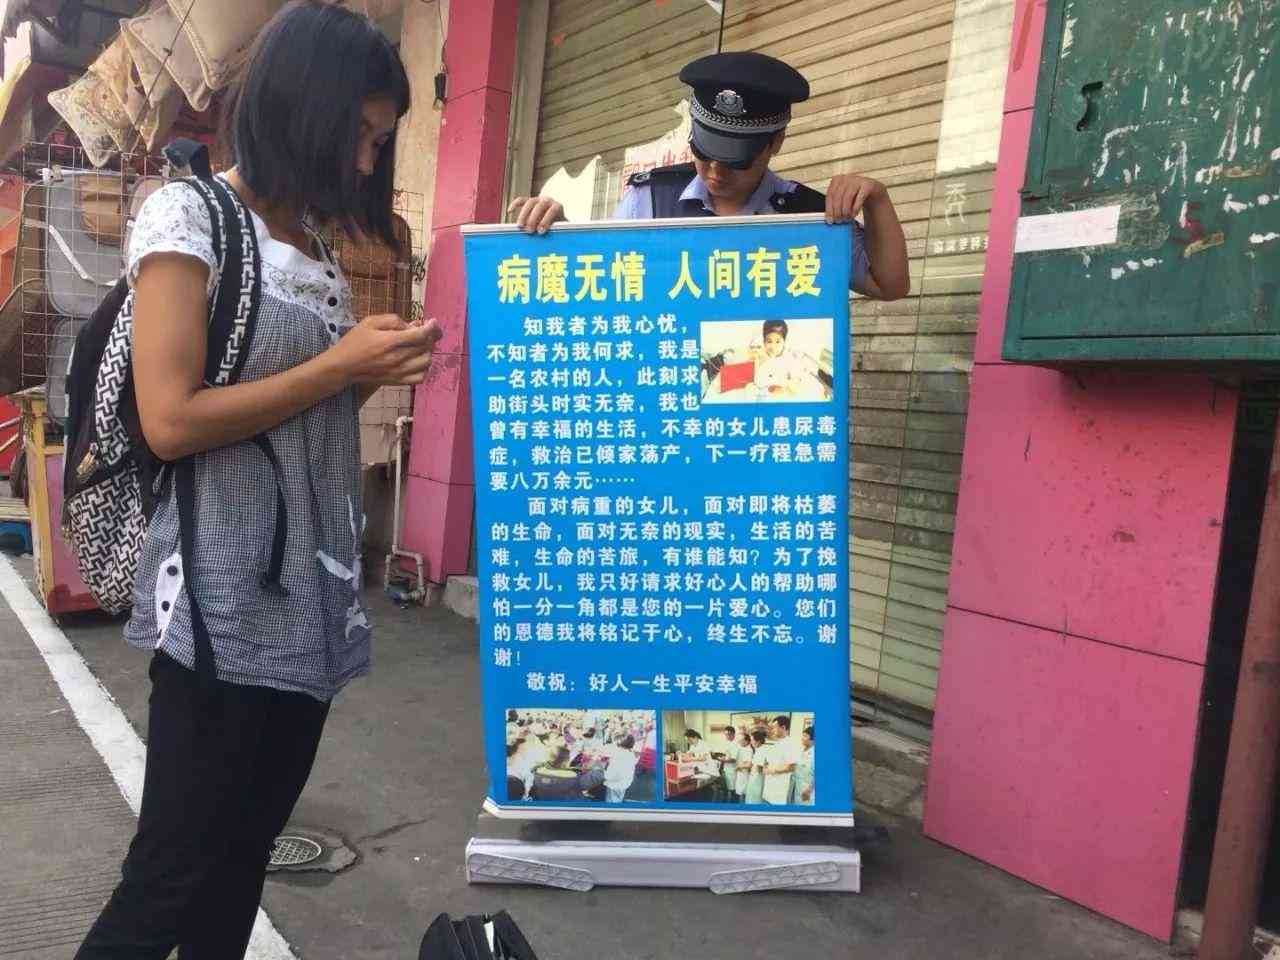 病魔无情 人间有爱
知我者为我心忧，
不知者为我何求，我是
一名农村的人，此刻求
助街头时实无奈，我也
曾有幸福的生活，不幸的女儿患尿毒
症，救治已倾家荡产，下一疗程急需
要八万余元……
面对病重的女儿，面对即将枯萎
的生命，面对无奈的现实，生活的苦
难，生命的苦旅，有谁能知？为了挽
救女儿，我只好请求好心人的帮助哪
怕一分一角都是您的一片爱心。您们
的恩德我将铭记于心，终生不忘。谢
谢！
敬祝：好人一生平安幸福